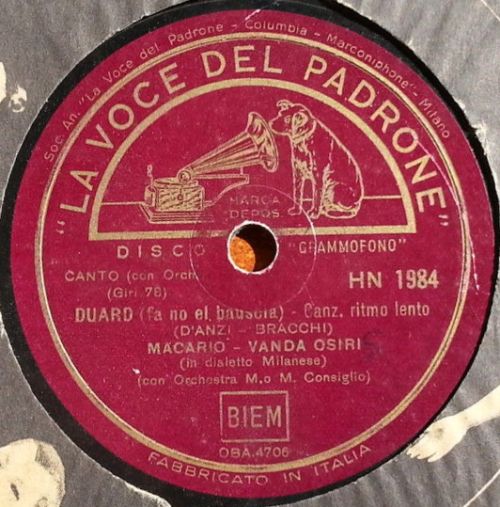 Soc. An. "La Voce del Padrone - Columbia - Marconiphone" - Milano
"LA VOCE DEL PADRONE"
MARCA
DEPOS.
DISCO "GRAMMOFONO"
CANTO (con Orch.
(Giri 78)
HN 1984
DUARD (fa no el bauscia) - Canz. ritmo lento
(D'ANZI - BRACCHI)
MACARIO - VANDA OSIRI
(in dialetto Milanese)
(con Orchestra M.o M. Consiglio)
BIEM
OBA.4706
FABBRICATO IN ITALIA